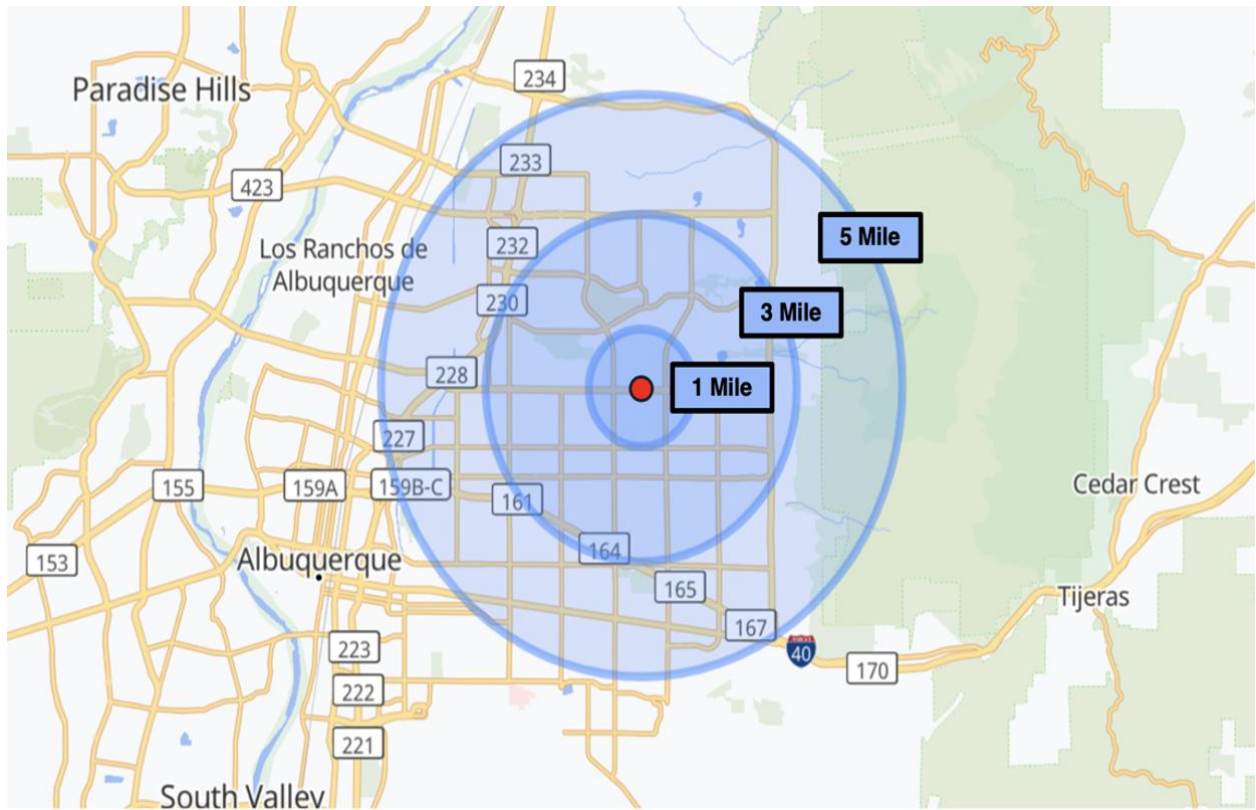 234
Paradise Hills
233
423
5 Mile
232
Los Ranchos de
Albuquerque
230
3 Mile
228
1 Mile
227
155
159A
159B-C
161
Cedar Crest
153
Albuquerque
164
165
Tijeras
167
223
40
170
222
221
South Valley